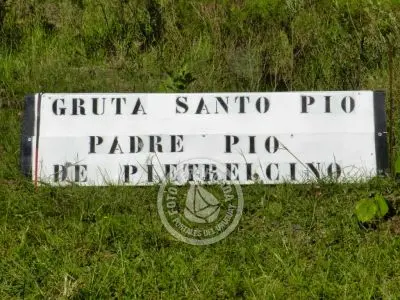 GRUTA SANTO PIO
PADRE PIO
DE PIETRELCINO